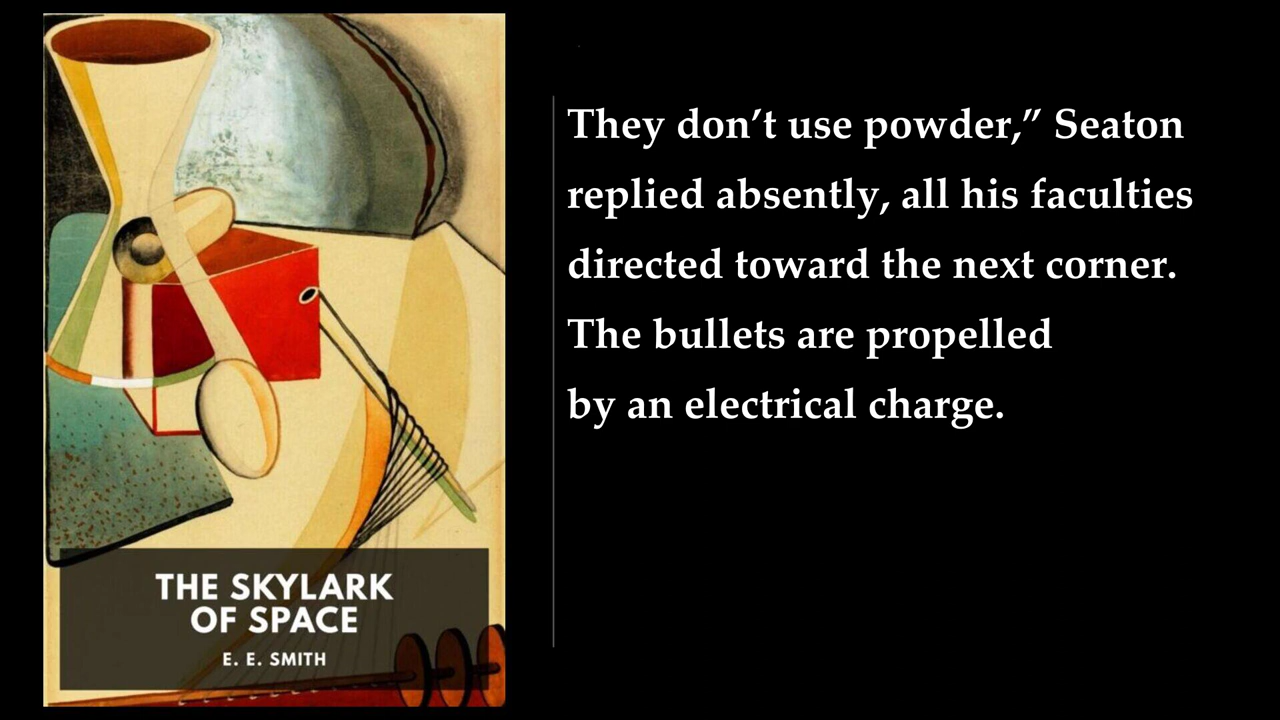 THE SKYLARK
OF SPACE
E. E. SMITH
They don’t use powder,” Seaton
replied absently, all his faculties
directed toward the next corner.
The bullets are propelled
by an electrical charge.